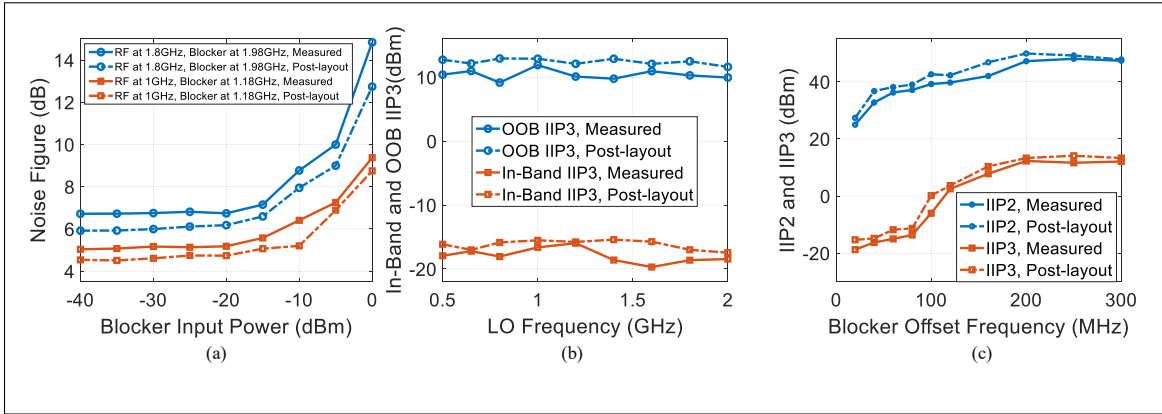 Noise Figure (dB)
14
12
10
8
6
4
RF at 1.8GHz, Blocker at 1.98GHz, Measured
RF at 1.8GHz, Blocker at 1.98GHz, Post-layout
RF at 1GHz, Blocker at 1.18GHz, Measured
RF at 1GHz, Blocker at 1.18GHz, Post-layout
-40 -30 -20 -10 0
Blocker Input Power (dBm)
(a)
In-Band and OOB IIP3(dBm)
10
0
-10
-20
OOB IIP3, Measured
OOB IIP3, Post-layout
In-Band IIP3, Measured
In-Band IIP3, Post-layout
0.5 1 1.5 2
LO Frequency (GHz)
(b)
IIP2 and IIP3 (dBm)
60
40
20
0
-20
IIP2, Measured
IIP2, Post-layout
IIP3, Measured
IIP3, Post-layout
0 100 200 300
Blocker Offset Frequency (MHz)
(c)